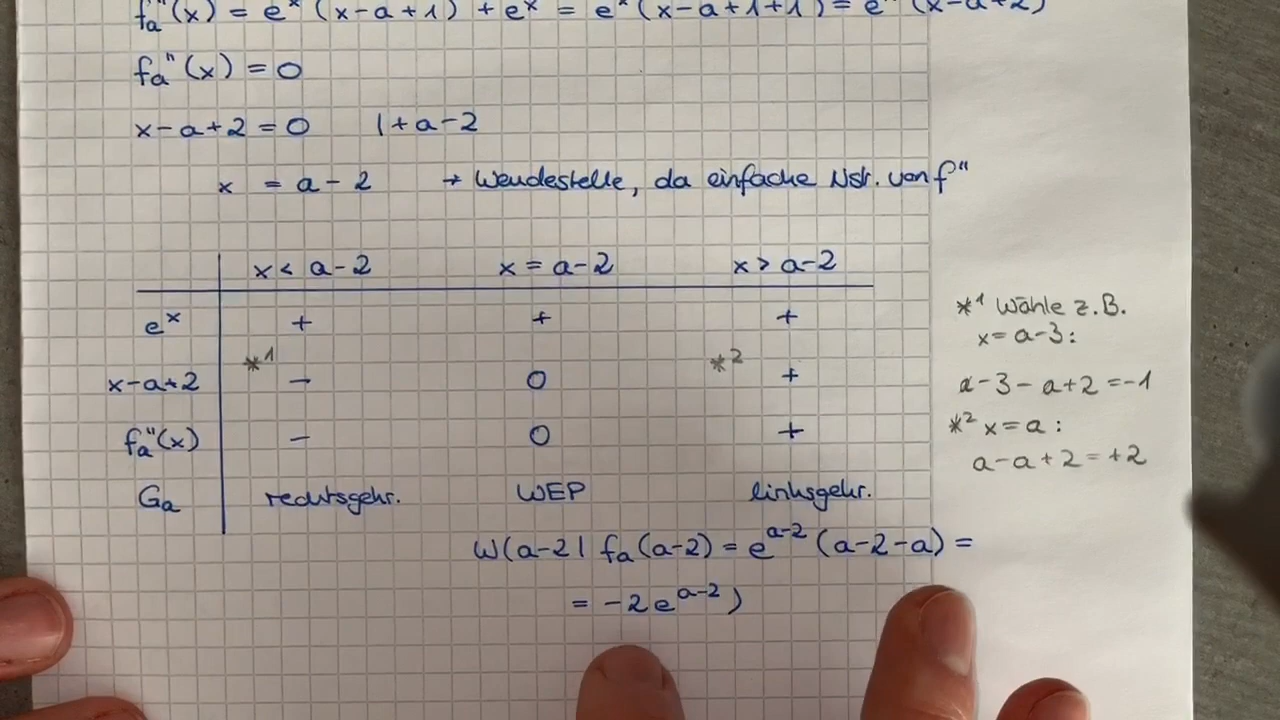 fa"(x) = e^x (x-a+1) + e^x = e^x (x-a+1+1) = e^x (x-a+2)
fa"(x) = 0
x-a+2 = 0 |+a-2
x = a-2 → Wendestelle, da einfache Nst. von f"
x < a-2 x = a-2 x > a-2
e^x + + +
x-a+2 *1 - 0 *2 +
fa"(x) - 0 +
Ga rechtsgekr. WEP linksgekr.
W(a-2 | fa(a-2) = e^(a-2) (a-2-a) =
= -2e^(a-2) )
*1 Wähle z.B.
x = a-3:
a-3-a+2 = -1
*2 x = a:
a-a+2 = +2